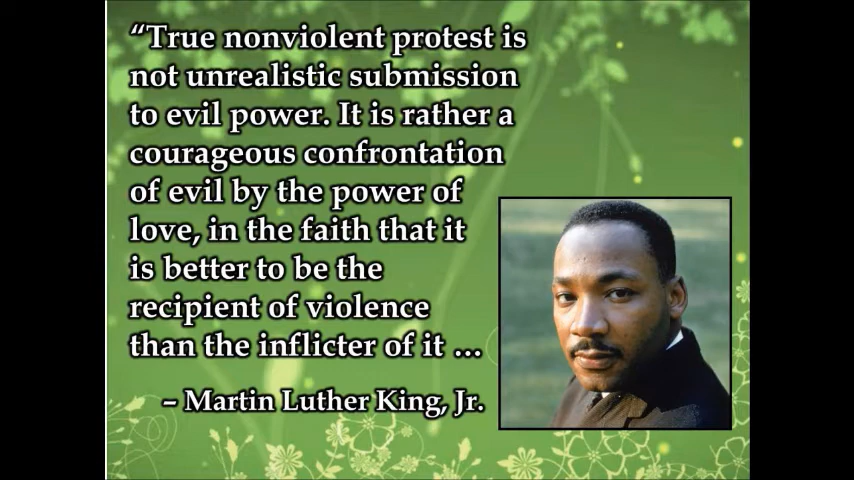 “True nonviolent protest is
not unrealistic submission
to evil power. It is rather a
courageous confrontation
of evil by the power of
love, in the faith that it
is better to be the
recipient of violence
than the inflicter of it ...
– Martin Luther King, Jr.